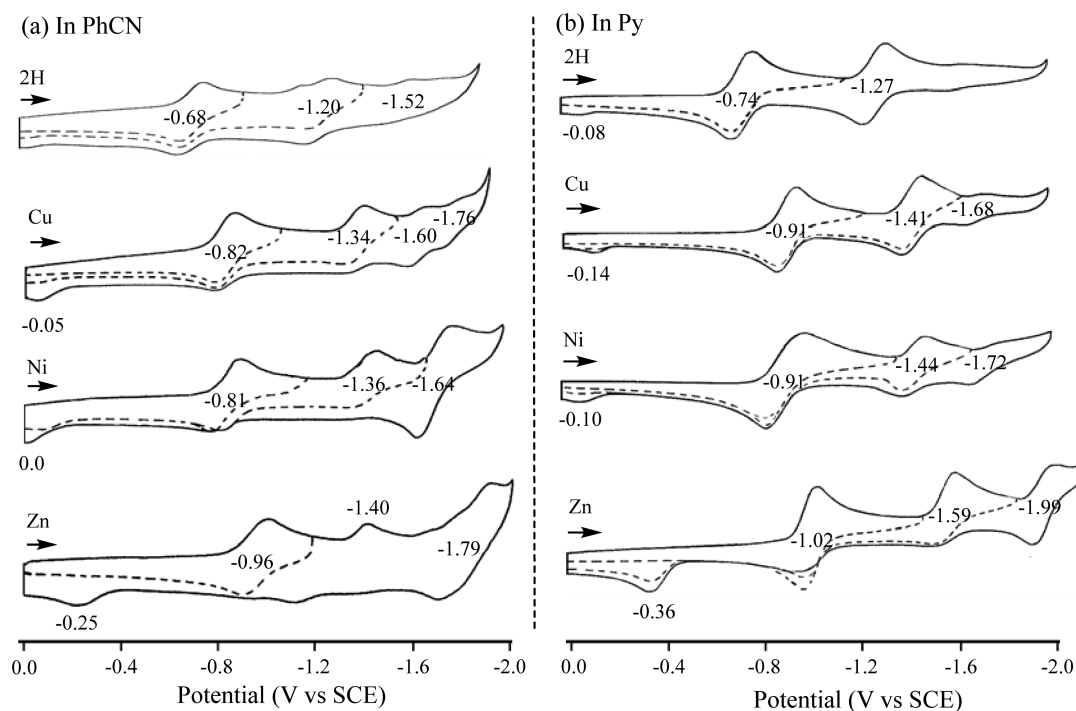 (a) In PhCN
2H
-0.68
-1.20
-1.52
Cu
-0.82
-1.34
-1.60
-1.76
-0.05
Ni
-0.81
-1.36
-1.64
0.0
Zn
-0.96
-1.40
-1.79
-0.25
0.0 -0.4 -0.8 -1.2 -1.6 -2.0
Potential (V vs SCE)
(b) In Py
2H
-0.74
-1.27
-0.08
Cu
-0.91
-1.41
-1.68
-0.14
Ni
-0.91
-1.44
-1.72
-0.10
Zn
-1.02
-1.59
-1.99
-0.36
0.0 -0.4 -0.8 -1.2 -1.6 -2.0
Potential (V vs SCE)